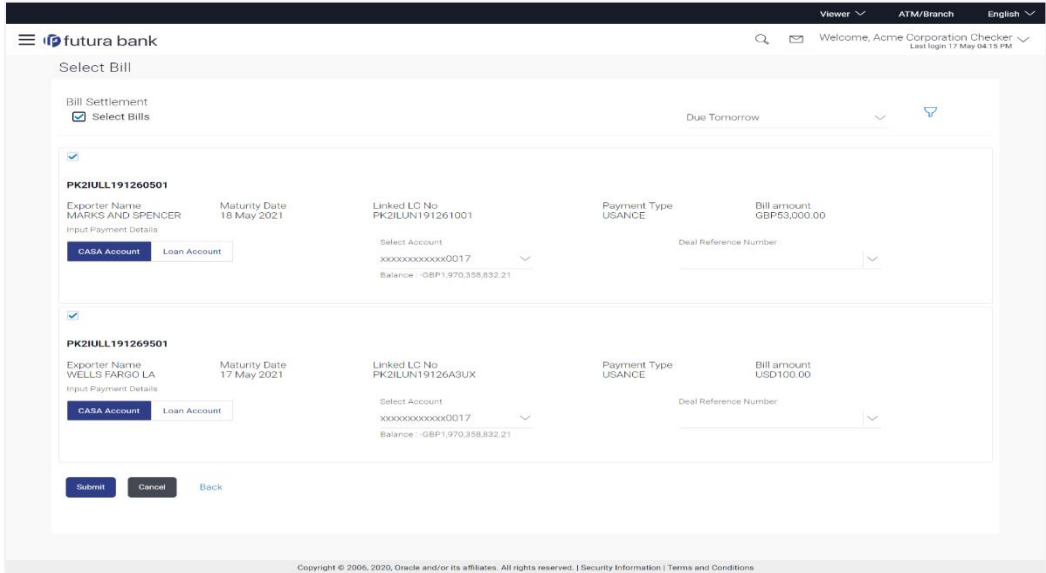 Viewer ATM/Branch English
futura bank Welcome, Acme Corporation Checker
Last login 17 May 04:15 PM
Select Bill
Bill Settlement
Select Bills Due Tomorrow
PK2IULL191260501
Exporter Name Maturity Date Linked LC No Payment Type Bill amount
MARKS AND SPENCER 18 May 2021 PK2ILUN191261001 USANCE GBP53,000.00
Input Payment Details
Select Account Deal Reference Number
CASA Account Loan Account
xxxxxxxxxxxx0017
Balance : -GBP1,970,358,832.21
PK2IULL191269501
Exporter Name Maturity Date Linked LC No Payment Type Bill amount
WELLS FARGO LA 17 May 2021 PK2ILUN19126A3UX USANCE USD100.00
Input Payment Details
Select Account Deal Reference Number
CASA Account Loan Account
xxxxxxxxxxxx0017
Balance : -GBP1,970,358,832.21
Submit Cancel Back
Copyright © 2006, 2020, Oracle and/or its affiliates. All rights reserved. | Security Information | Terms and Conditions